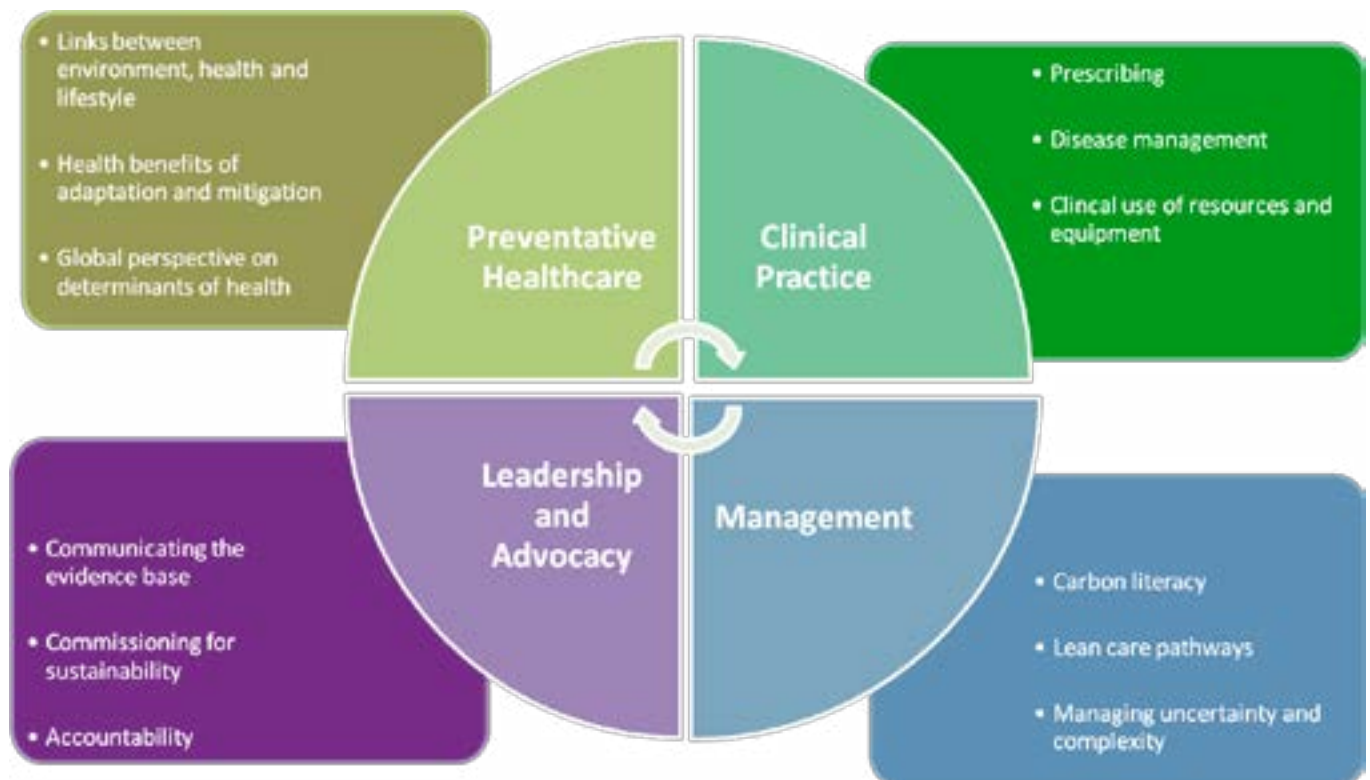 • Links between
environment, health and
lifestyle
• Health benefits of
adaptation and mitigation
• Global perspective on
determinants of health
Preventative
Healthcare
Clinical
Practice
• Prescribing
• Disease management
• Clincal use of resources and
equipment
Leadership
and
Advocacy
Management
• Communicating the
evidence base
• Commissioning for
sustainability
• Accountability
• Carbon literacy
• Lean care pathways
• Managing uncertainty and
complexity